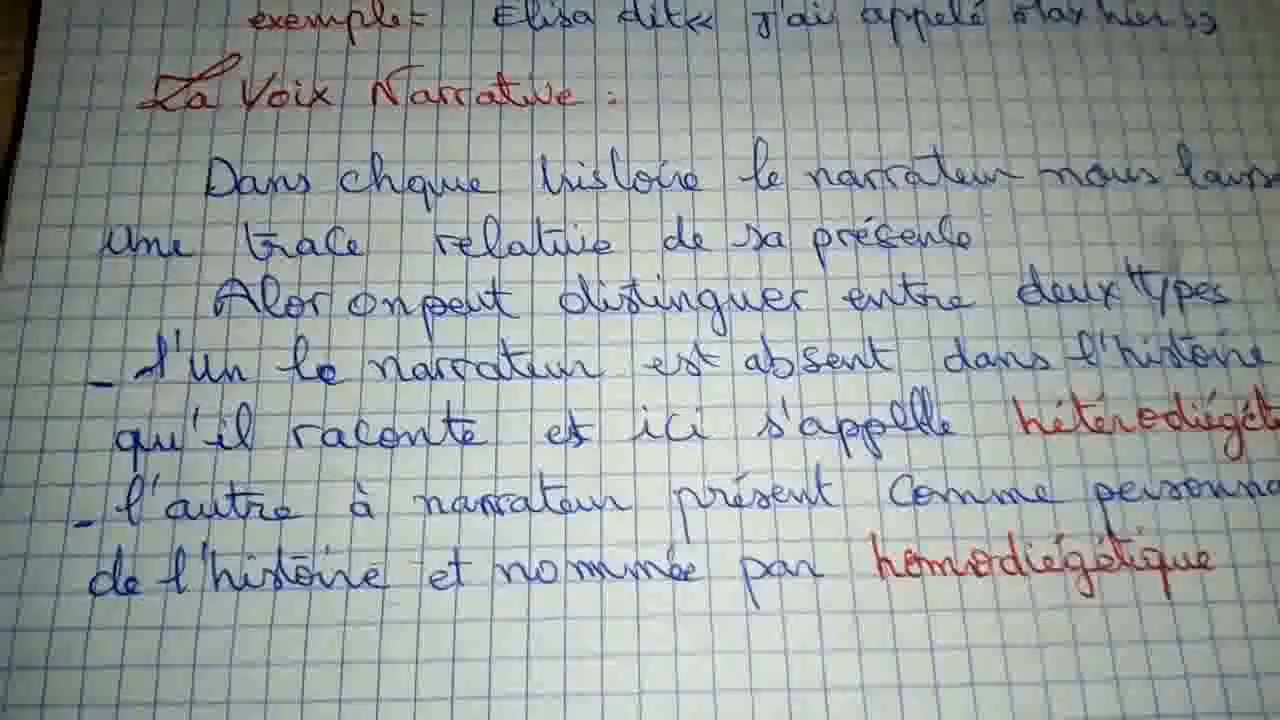 exemple = Elisa dit << J'ai appelé Max hier >>
La Voix Narrative :
Dans chque histoire le narrateur nous laiss
une trace relative de sa présence
Alor on peut distinguer entre deux types
- l'un le narrateur est absent dans l'histoire
qu'il raconte et ici s'appelle hétérodiégét
- l'autre à narrateur présent comme personna
de l'histoire et nommée par homodiégétique